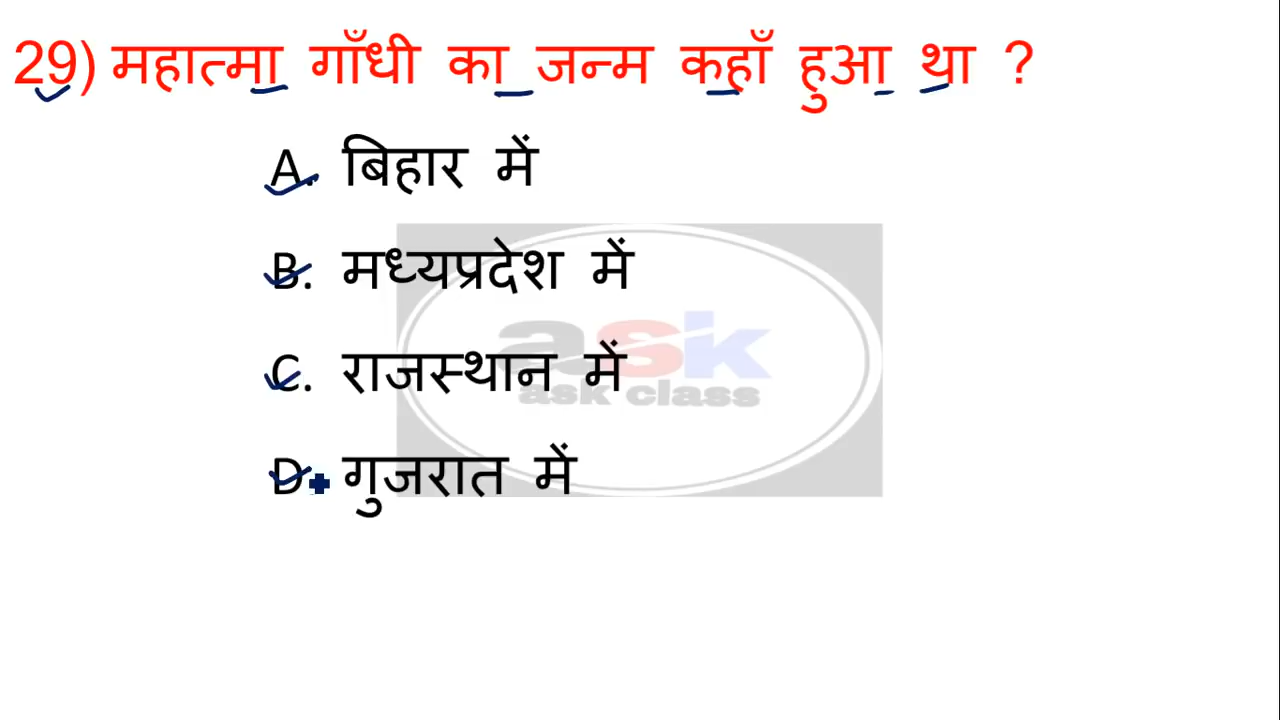 29) महात्मा गाँधी का जन्म कहाँ हुआ था ?
A. बिहार में
B. मध्यप्रदेश में
C. राजस्थान में
D. गुजरात में
ask
ask class